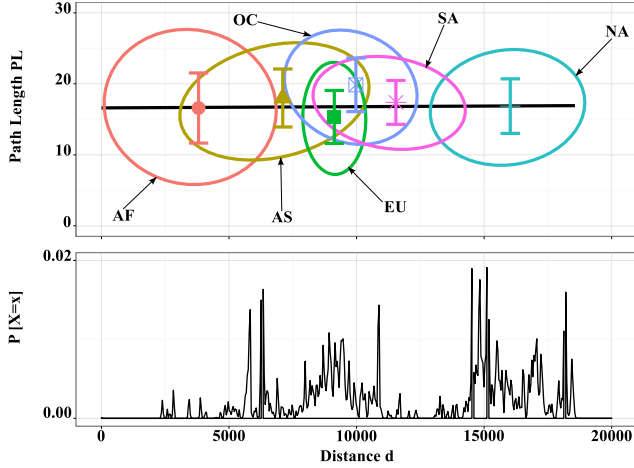 30
20
10
0
Path Length PL
OC
SA
NA
AF
AS
EU
0.02
0.00
P [X=x]
0
5000
10000
15000
20000
Distance d